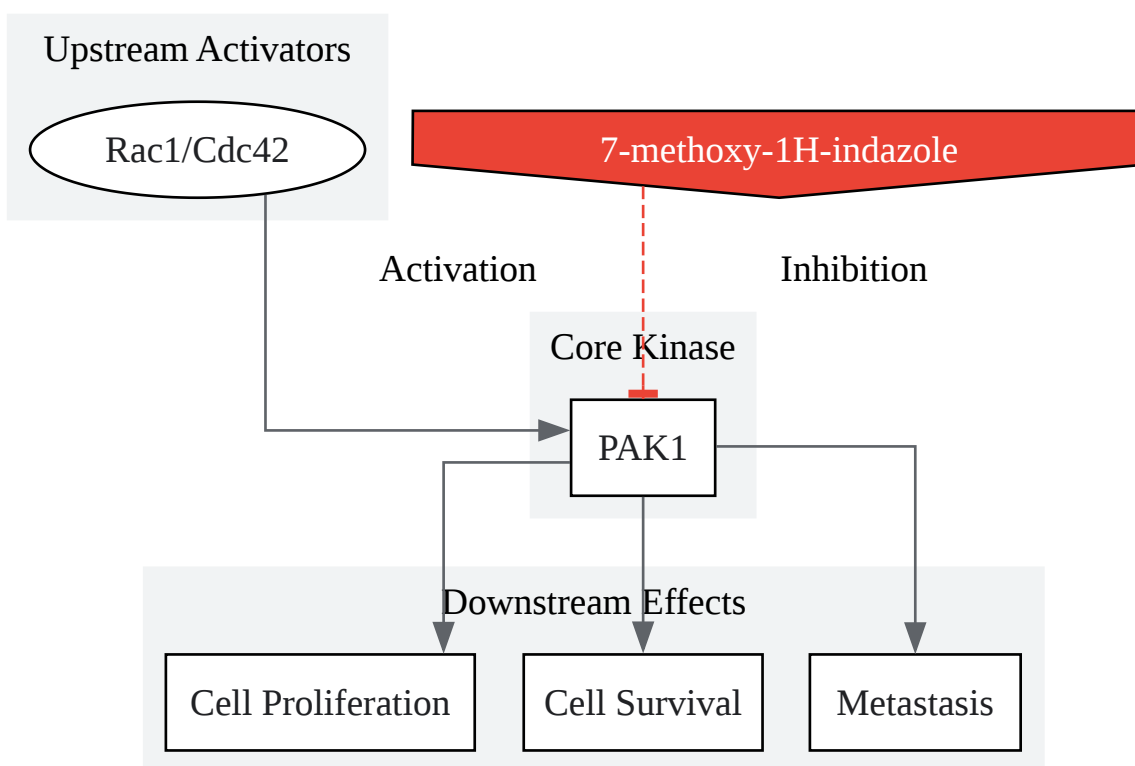 Upstream Activators
Rac1/Cdc42
7-methoxy-1H-indazole
Activation
Inhibition
Core Kinase
PAK1
Downstream Effects
Cell Proliferation
Cell Survival
Metastasis